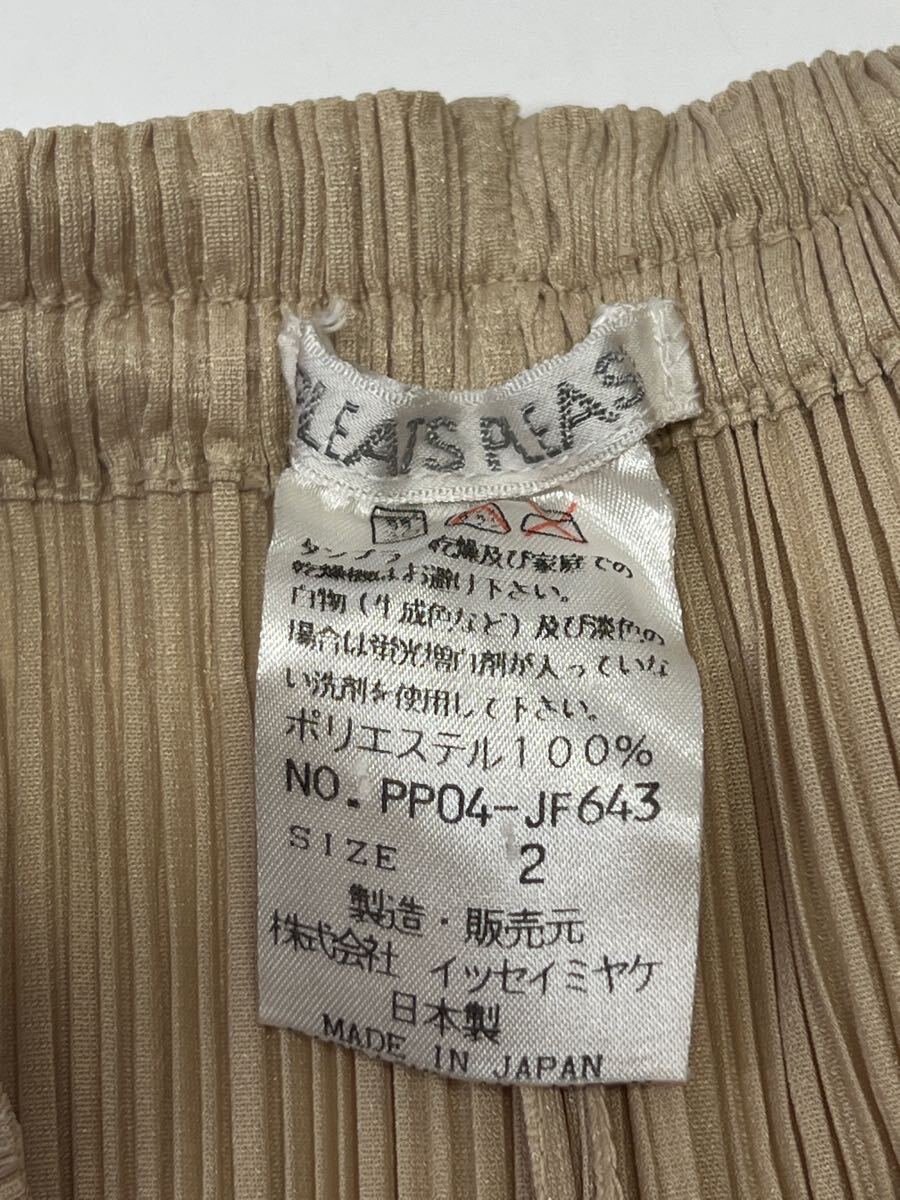 PLEATS PLEAS
タンブラー乾燥及び家庭での
乾燥機はお避け下さい。
白物(生成色など)及び淡色の
場合は蛍光増白剤が入っていな
い洗剤を使用して下さい。
ポリエステル100%
NO. PP04-JF643
SIZE 2
製造・販売元
株式会社 イッセイミヤケ
日本製
MADE IN JAPAN